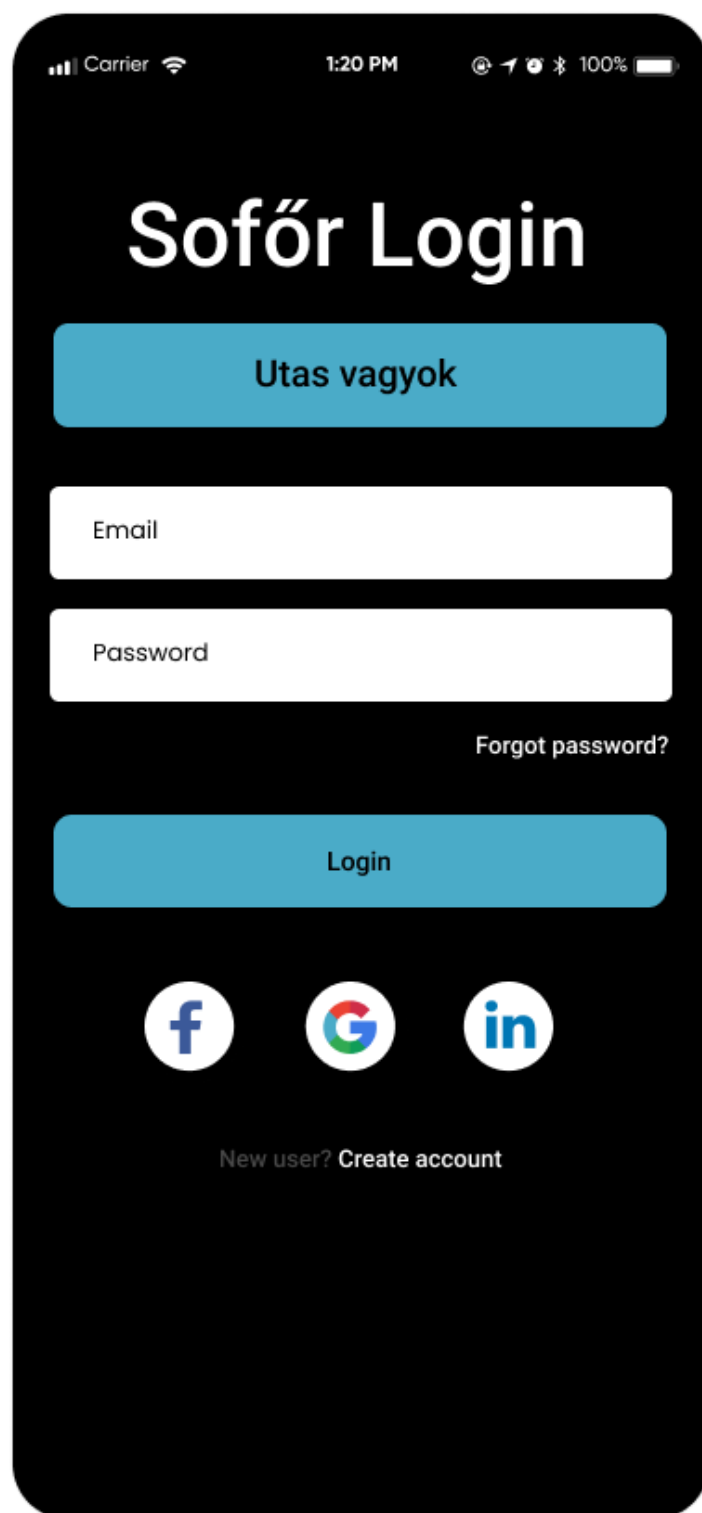 Carrier 1:20 PM 100%
Sofőr Login
Utas vagyok
Email
Password
Forgot password?
Login
f G in
New user? Create account